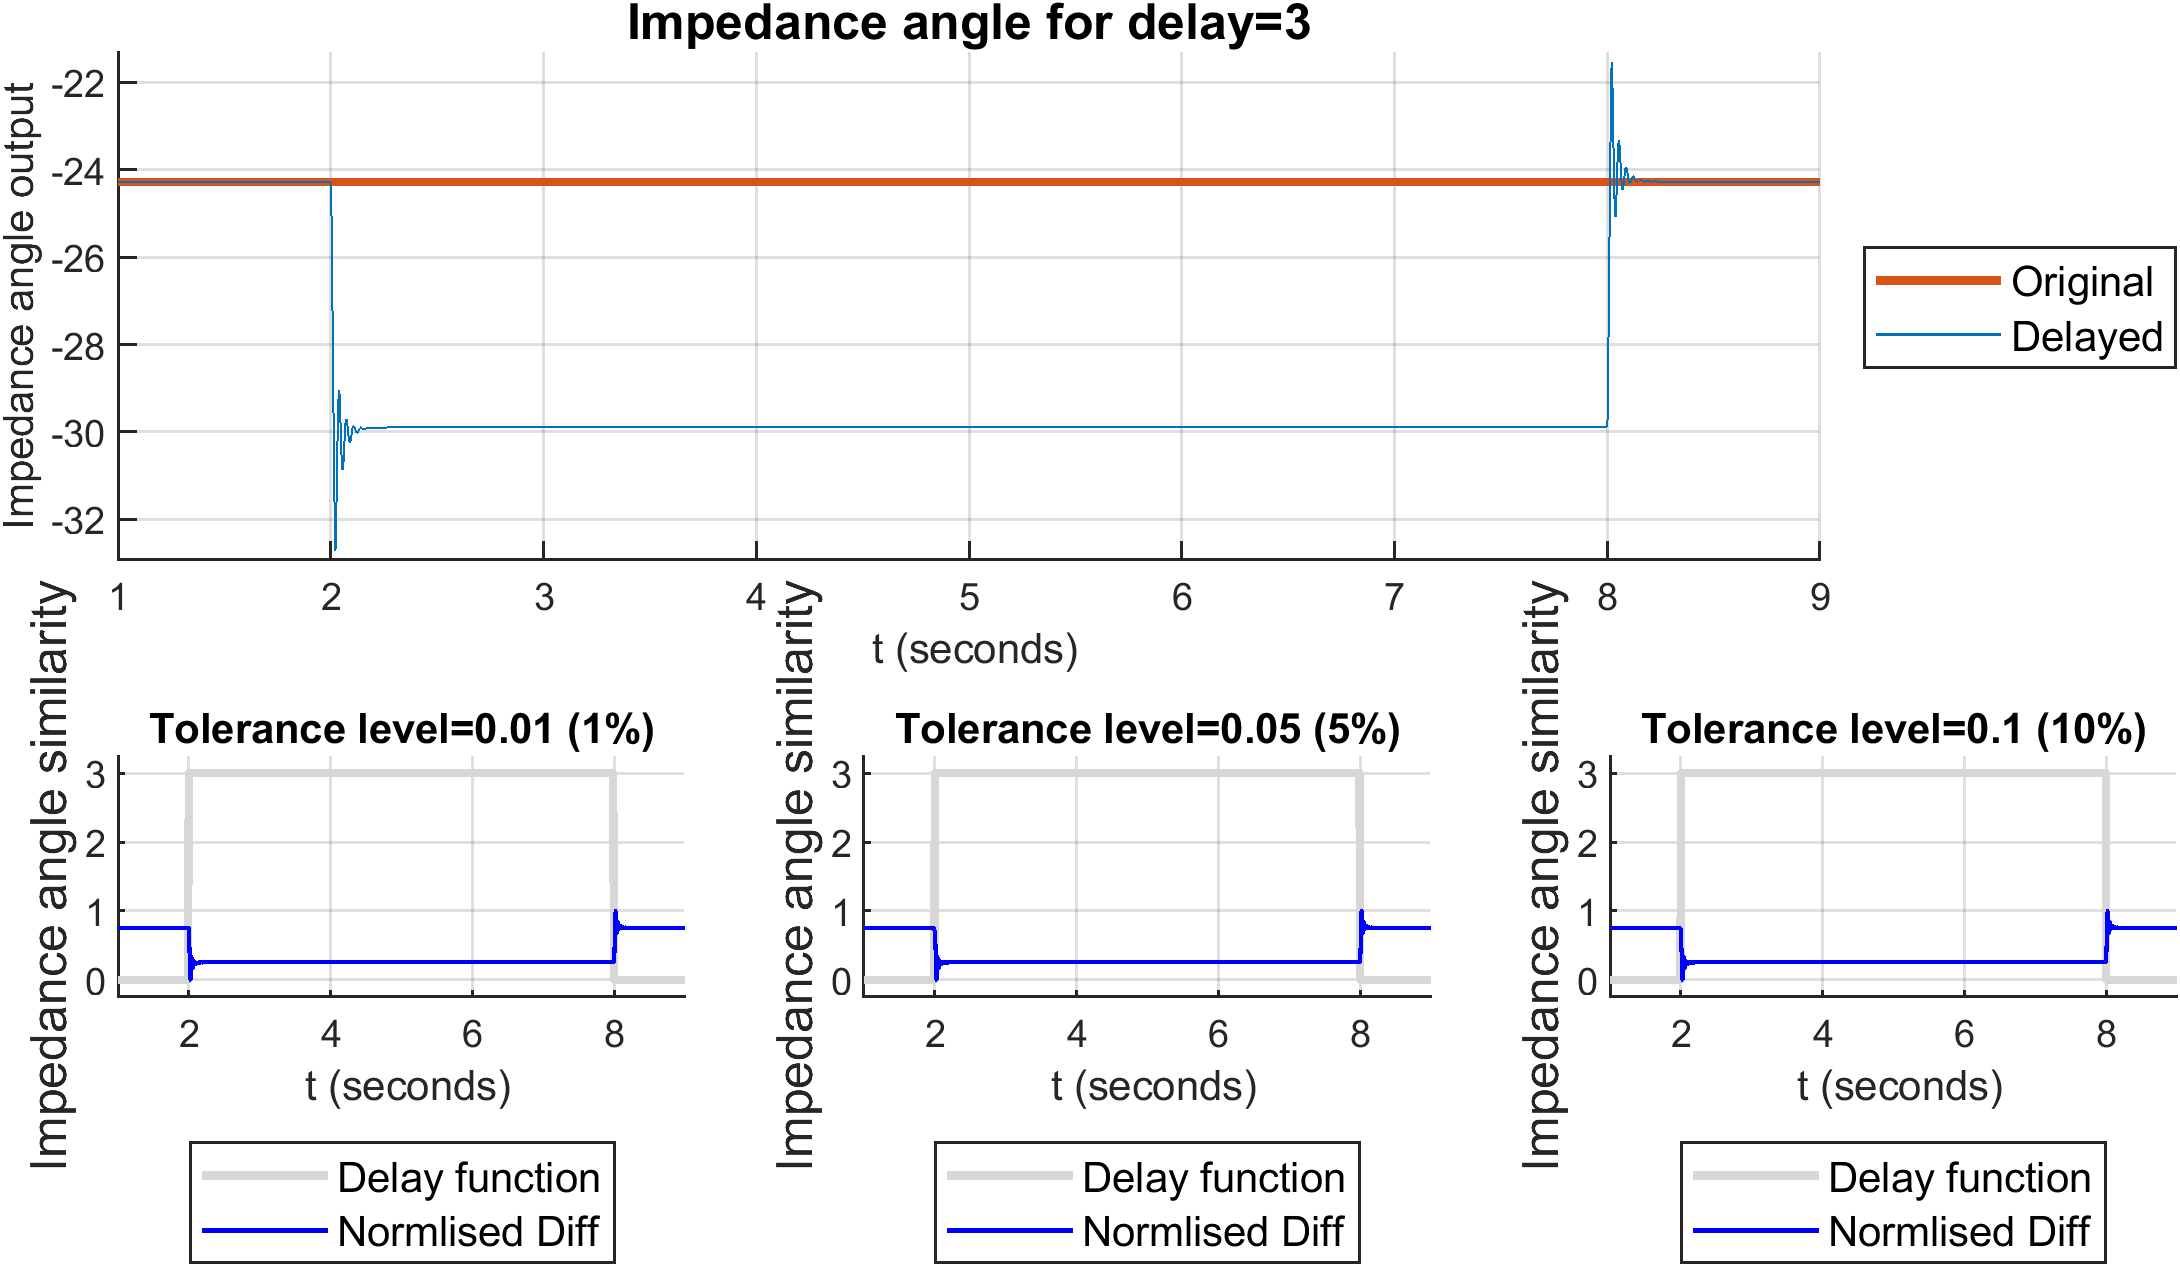 Impedance angle for delay=3
Impedance angle output
-22
-24
-26
-28
-30
-32
1 2 3 4 5 6 7 8 9
t (seconds)
Original
Delayed
Tolerance level=0.01 (1%)
Impedance angle similarity
3
2
1
0
2 4 6 8
t (seconds)
Delay function
Normlised Diff
Tolerance level=0.05 (5%)
Impedance angle similarity
3
2
1
0
2 4 6 8
t (seconds)
Delay function
Normlised Diff
Tolerance level=0.1 (10%)
Impedance angle similarity
3
2
1
0
2 4 6 8
t (seconds)
Delay function
Normlised Diff